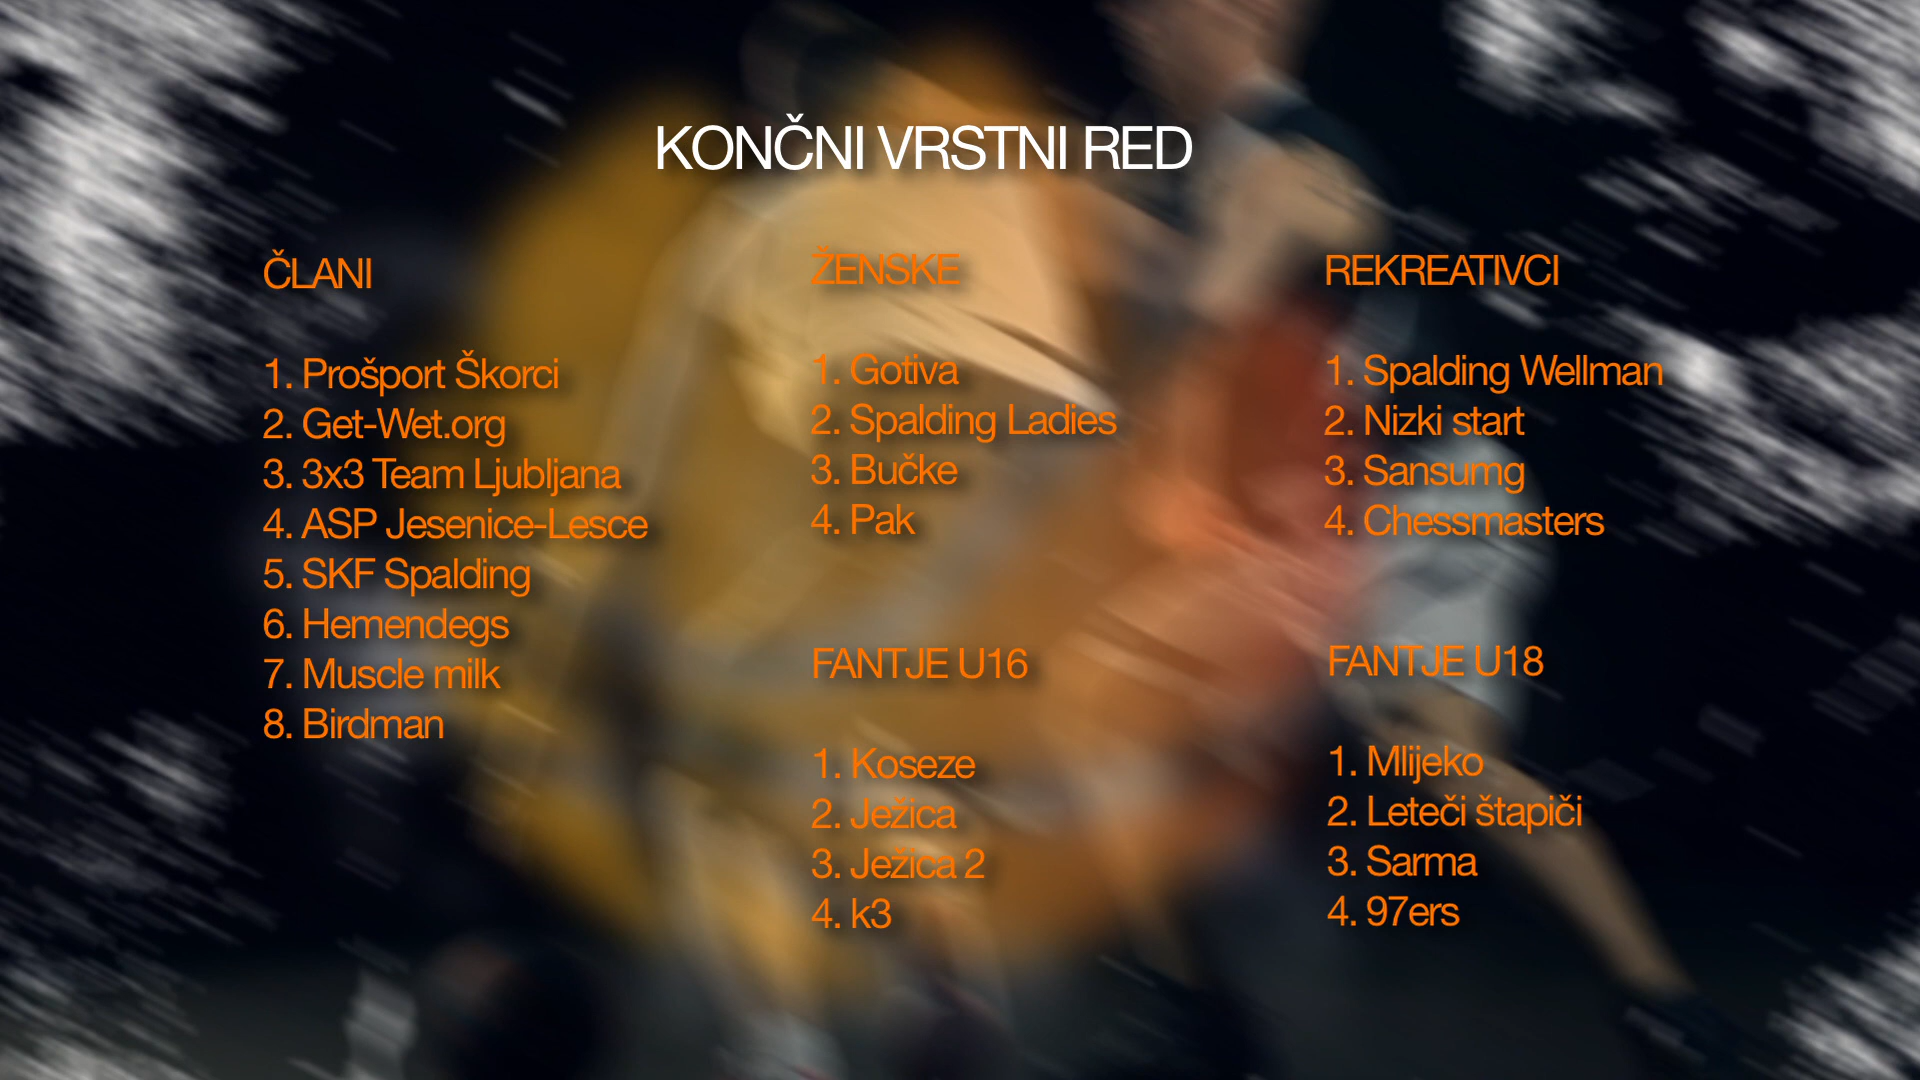 KONČNI VRSTNI RED
ČLANI
1. Prošport Škorci
2. Get-Wet.org
3. 3x3 Team Ljubljana
4. ASP Jesenice-Lesce
5. SKF Spalding
6. Hemendegs
7. Muscle milk
8. Birdman
ŽENSKE
1. Gotiva
2. Spalding Ladies
3. Bučke
4. Pak
REKREATIVCI
1. Spalding Wellman
2. Nizki start
3. Sansumg
4. Chessmasters
FANTJE U16
1. Koseze
2. Ježica
3. Ježica 2
4. k3
FANTJE U18
1. Mlijeko
2. Leteči štapiči
3. Sarma
4. 97ers